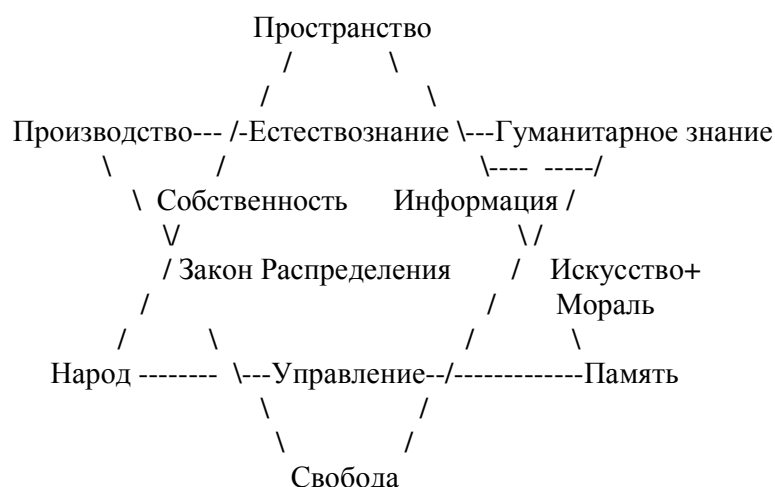 Пространство
/ \
/ \
Производство--- /-Естествознание \---Гуманитарное знание
\ / \---- -----/
\ Собственность Информация /
\/ \ /
/ Закон Распределения / Искусство+
/ / Мораль
/ \ / \
Народ -------- \---Управление--/-------------Память
\ /
\ /
Свобода